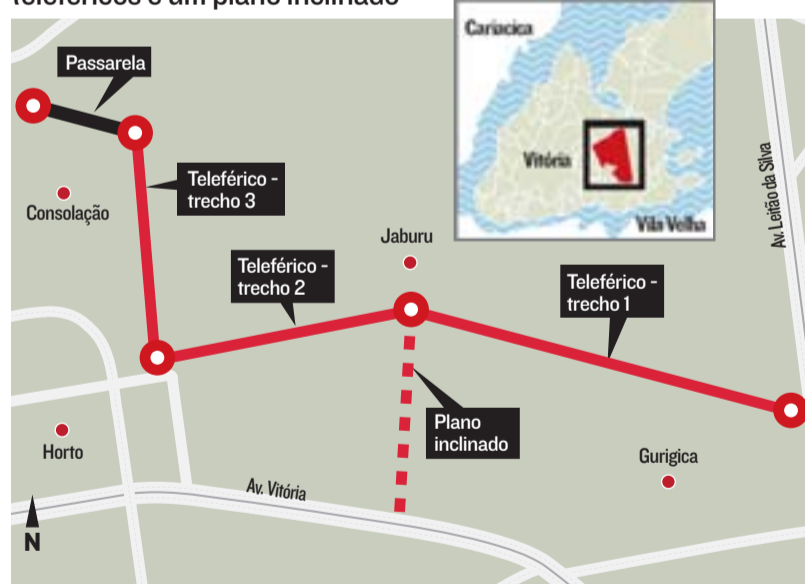 teleféricos e um plano inclinado
Cariacica
Vitória
Vila Velha
Passarela
Teleférico -
trecho 3
Consolação
Av. Leitão da Silva
Jaburu
Teleférico -
trecho 2
Teleférico -
trecho 1
Plano
inclinado
Horto
Gurigica
Av. Vitória
N